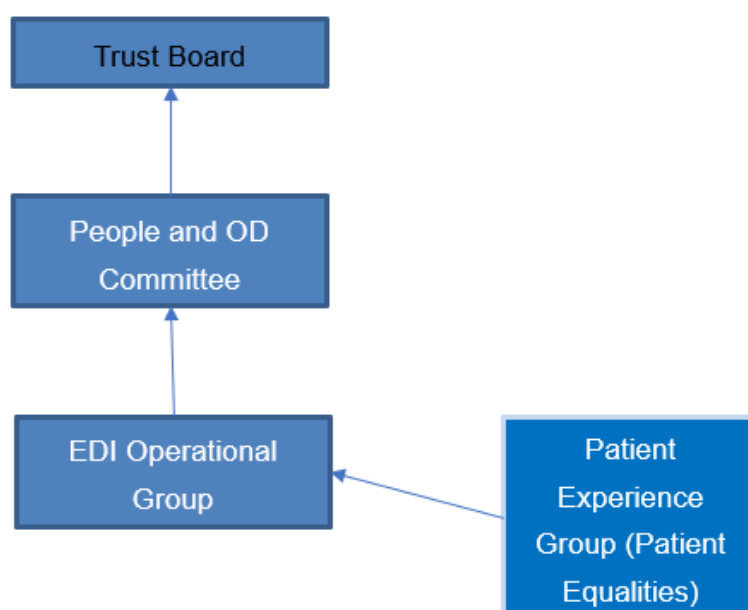 Trust Board
People and OD
Committee
EDI Operational
Group
Patient
Experience
Group (Patient
Equalities)